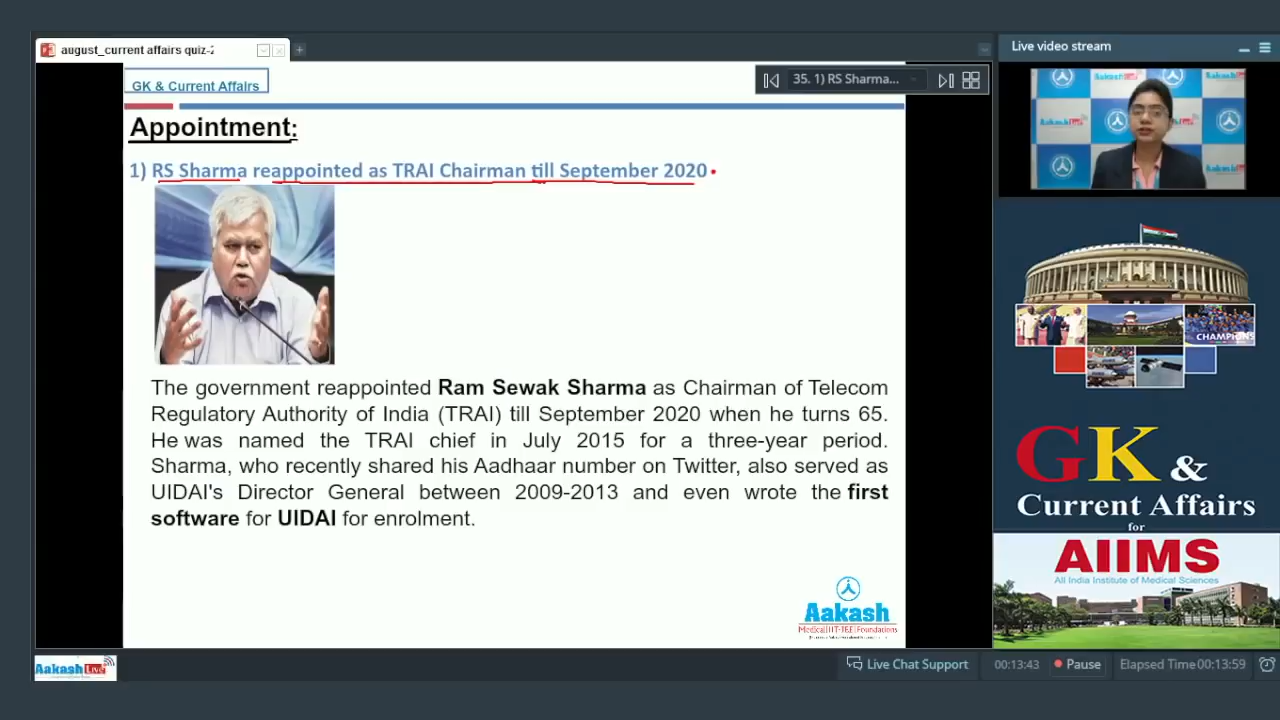 august_current affairs quiz-2
Live video stream
GK & Current Affairs
35. 1) RS Sharma...
Appointment:
1) RS Sharma reappointed as TRAI Chairman till September 2020
The government reappointed Ram Sewak Sharma as Chairman of Telecom
Regulatory Authority of India (TRAI) till September 2020 when he turns 65.
He was named the TRAI chief in July 2015 for a three-year period.
Sharma, who recently shared his Aadhaar number on Twitter, also served as
UIDAI's Director General between 2009-2013 and even wrote the first
software for UIDAI for enrolment.
Aakash
Medical|IIT-JEE|Foundations
CHAMPIONS
GK &
Current Affairs
for
AIIMS
All India Institute of Medical Sciences
Aakash Live
Live Chat Support
00:13:43
Pause
Elapsed Time 00:13:59